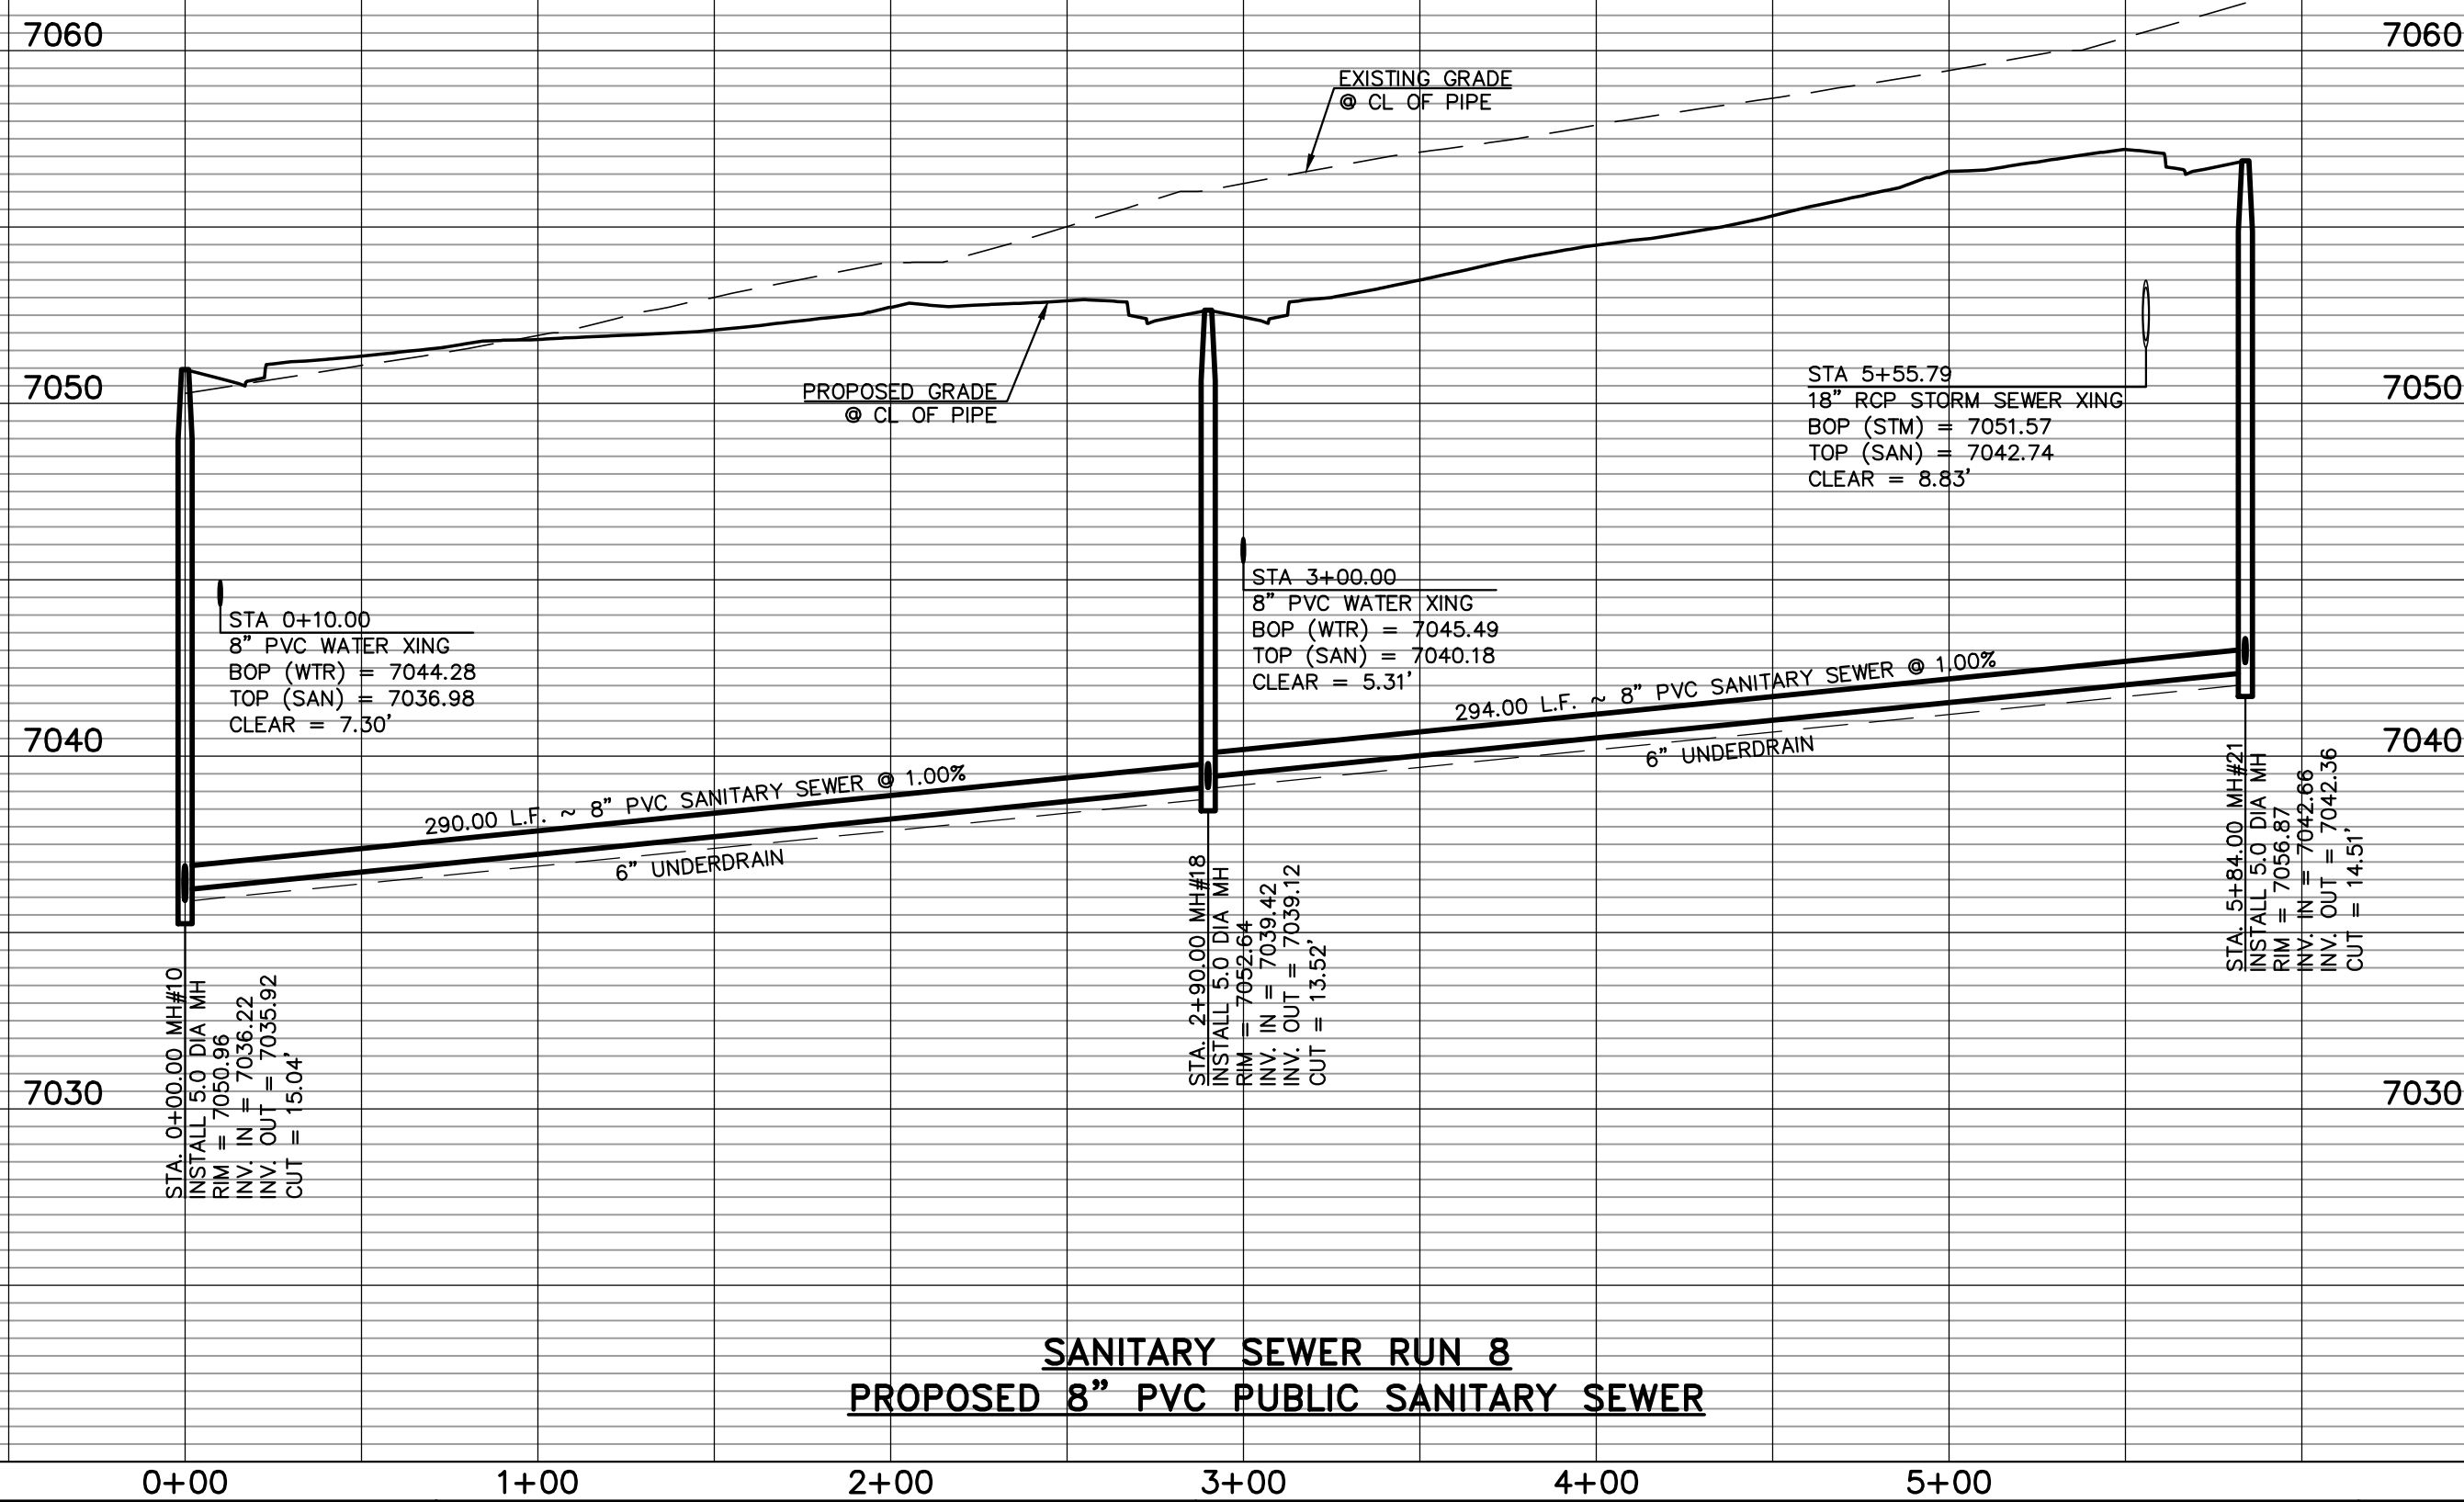 7060
7060
EXISTING GRADE
@ CL OF PIPE
7050
7050
PROPOSED GRADE
@ CL OF PIPE
STA 5+55.79
18" RCP STORM SEWER XING
BOP (STM) = 7051.57
TOP (SAN) = 7042.74
CLEAR = 8.83'
STA 0+10.00
8" PVC WATER XING
BOP (WTR) = 7044.28
TOP (SAN) = 7036.98
CLEAR = 7.30'
STA 3+00.00
8" PVC WATER XING
BOP (WTR) = 7045.49
TOP (SAN) = 7040.18
CLEAR = 5.31'
7040
7040
290.00 L.F. ~ 8" PVC SANITARY SEWER @ 1.00%
6" UNDERDRAIN
294.00 L.F. ~ 8" PVC SANITARY SEWER @ 1.00%
6" UNDERDRAIN
STA. 0+00.00 MH#10
INSTALL 5.0 DIA MH
RIM = 7050.96
INV. IN = 7036.22
INV. OUT = 7035.92
CUT = 15.04'
STA. 2+90.00 MH#18
INSTALL 5.0 DIA MH
RIM = 7052.64
INV. IN = 7039.42
INV. OUT = 7039.12
CUT = 13.52'
STA. 5+84.00 MH#21
INSTALL 5.0 DIA MH
RIM = 7056.87
INV. IN = 7042.66
INV. OUT = 7042.36
CUT = 14.51'
7030
7030
SANITARY SEWER RUN 8
PROPOSED 8" PVC PUBLIC SANITARY SEWER
0+00
1+00
2+00
3+00
4+00
5+00